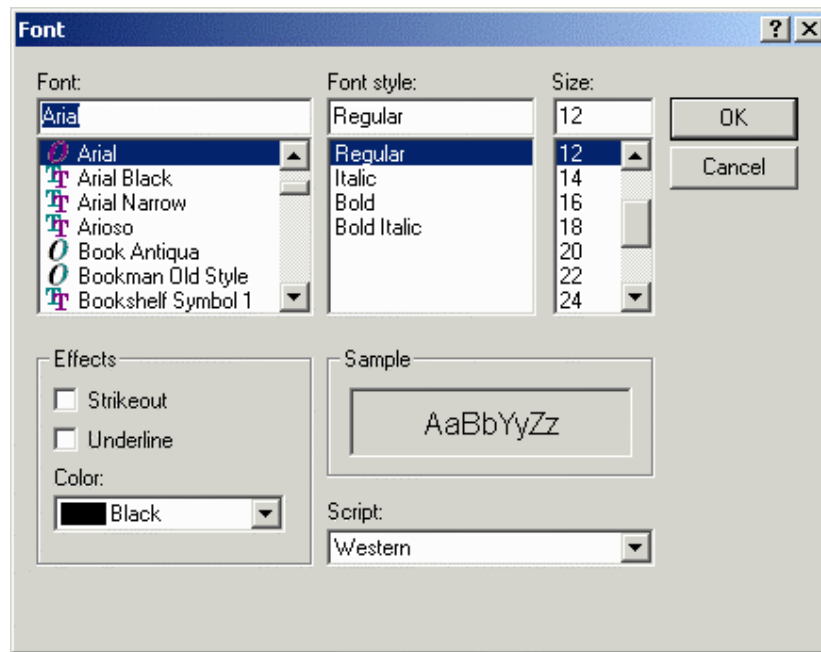 Font
Font:
Arial
Arial
Arial Black
Arial Narrow
Arioso
Book Antiqua
Bookman Old Style
Bookshelf Symbol 1
Font style:
Regular
Regular
Italic
Bold
Bold Italic
Size:
12
12
14
16
18
20
22
24
OK
Cancel
Effects
Strikeout
Underline
Color:
Black
Sample
AaBbYyZz
Script:
Western